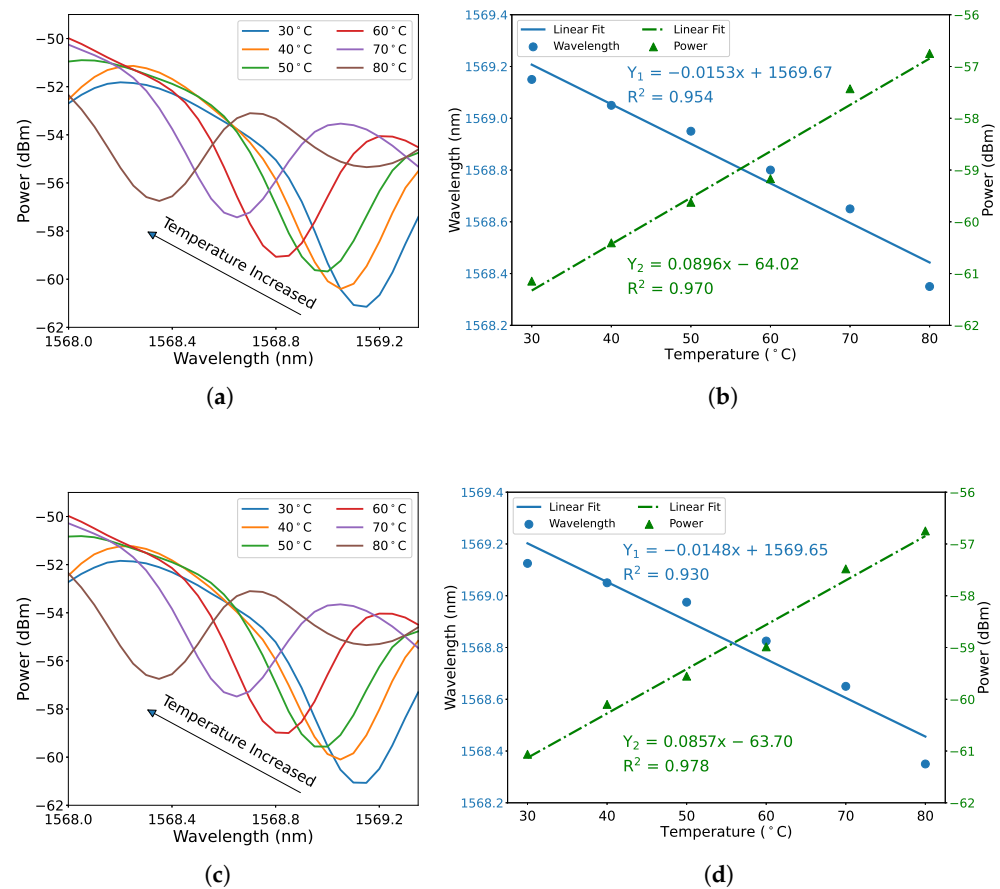 30°C 60°C
40°C 70°C
50°C 80°C
−50
−52
−54
−56
−58
−60
−62
Power (dBm)
Temperature Increased
1568.0 1568.4 1568.8 1569.2
Wavelength (nm)
(a)
Linear Fit Linear Fit
Wavelength Power
1569.4
1569.2
1569.0
1568.8
1568.6
1568.4
1568.2
Wavelength (nm)
Y₁ = −0.0153x + 1569.67
R² = 0.954
Y₂ = 0.0896x − 64.02
R² = 0.970
−56
−57
−58
−59
−60
−61
−62
Power (dBm)
30 40 50 60 70 80
Temperature (°C)
(b)
30°C 60°C
40°C 70°C
50°C 80°C
−50
−52
−54
−56
−58
−60
−62
Power (dBm)
Temperature Increased
1568.0 1568.4 1568.8 1569.2
Wavelength (nm)
(c)
Linear Fit Linear Fit
Wavelength Power
1569.4
1569.2
1569.0
1568.8
1568.6
1568.4
1568.2
Wavelength (nm)
Y₁ = −0.0148x + 1569.65
R² = 0.930
Y₂ = 0.0857x − 63.70
R² = 0.978
−56
−57
−58
−59
−60
−61
−62
Power (dBm)
30 40 50 60 70 80
Temperature (°C)
(d)